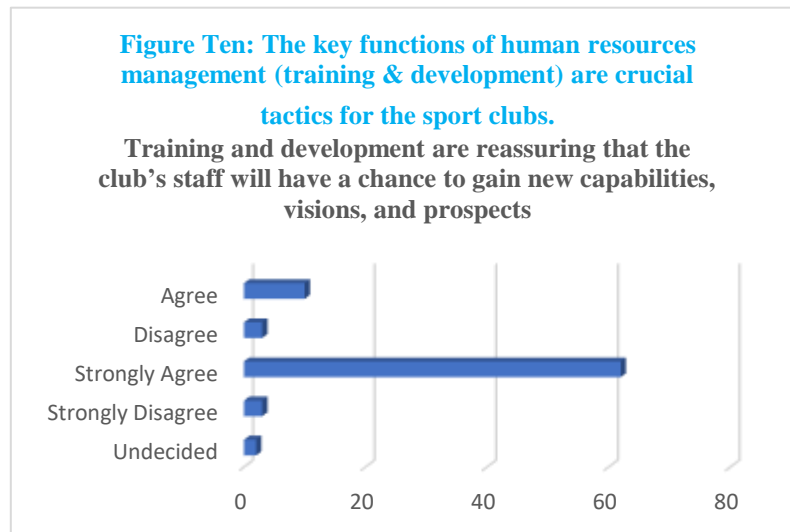 Figure Ten: The key functions of human resources
management (training & development) are crucial
tactics for the sport clubs.
Training and development are reassuring that the
club's staff will have a chance to gain new capabilities,
visions, and prospects
Agree
Disagree
Strongly Agree
Strongly Disagree
Undecided
0 20 40 60 80